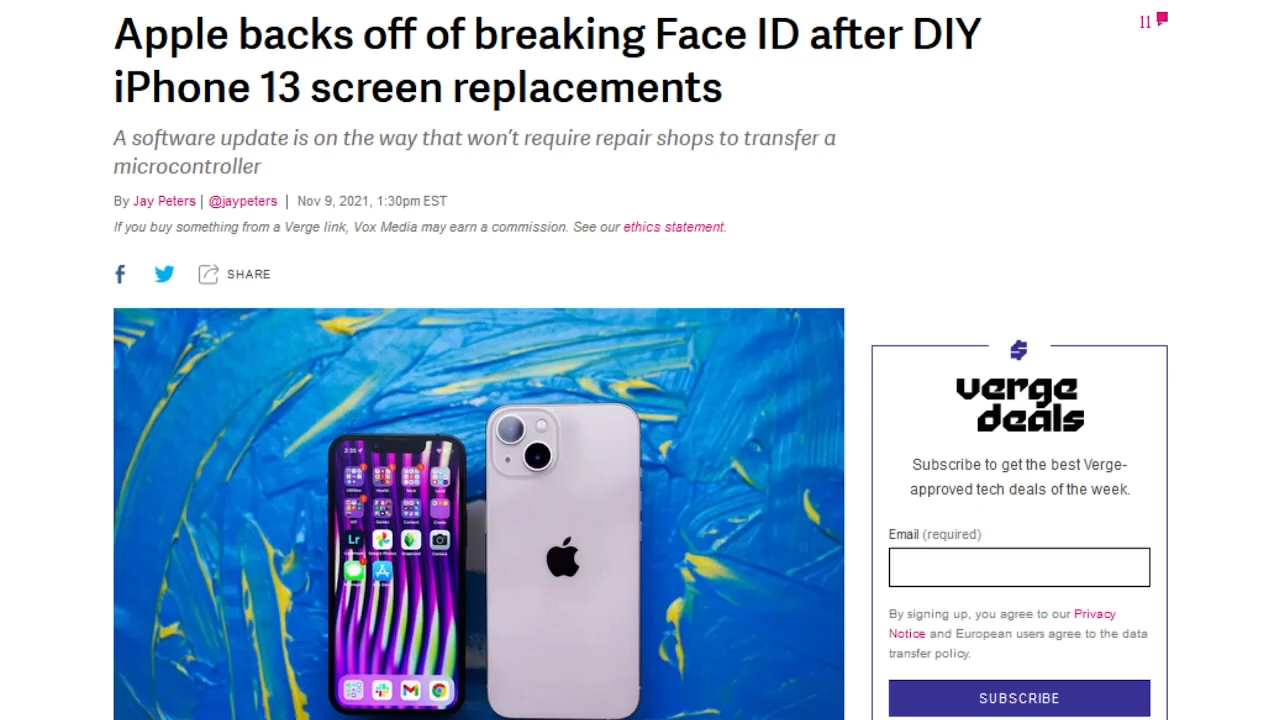 Apple backs off of breaking Face ID after DIY
iPhone 13 screen replacements
11
A software update is on the way that won't require repair shops to transfer a
microcontroller
By Jay Peters | @jaypeters | Nov 9, 2021, 1:30pm EST
If you buy something from a Verge link, Vox Media may earn a commission. See our ethics statement.
SHARE
2:35
Lr
verge
deals
Subscribe to get the best Verge-
approved tech deals of the week.
Email (required)
By signing up, you agree to our Privacy
Notice and European users agree to the data
transfer policy.
SUBSCRIBE